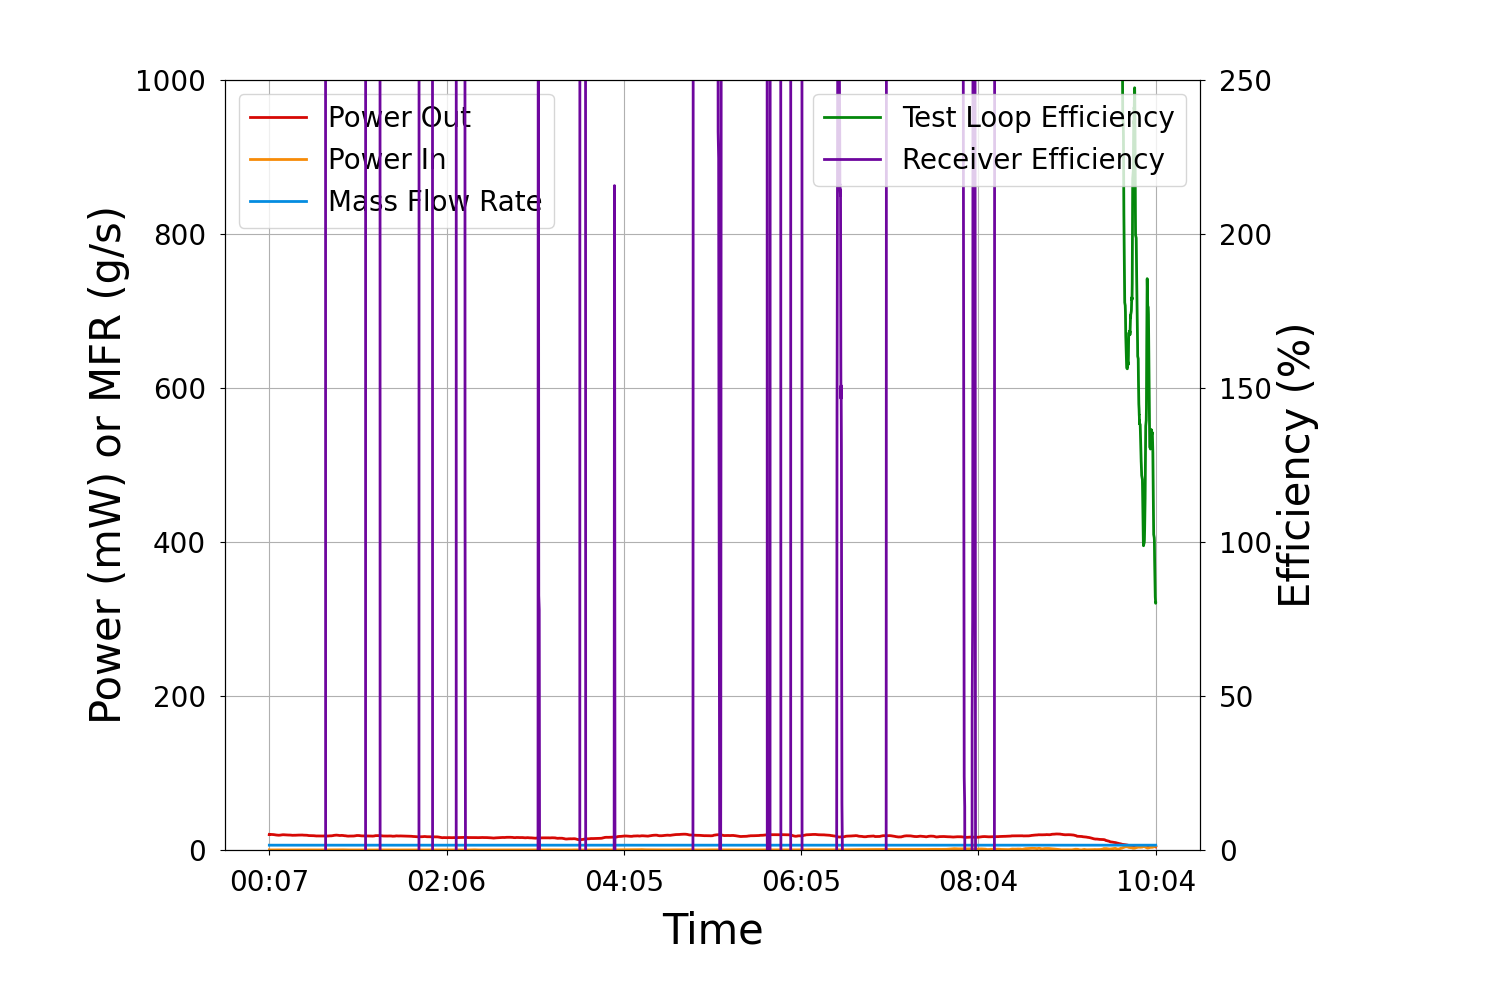 1000
800
600
400
200
0
Power (mW) or MFR (g/s)
Power Out
Power In
Mass Flow Rate
Test Loop Efficiency
Receiver Efficiency
250
200
150
100
50
0
Efficiency (%)
00:07 02:06 04:05 06:05 08:04 10:04
Time